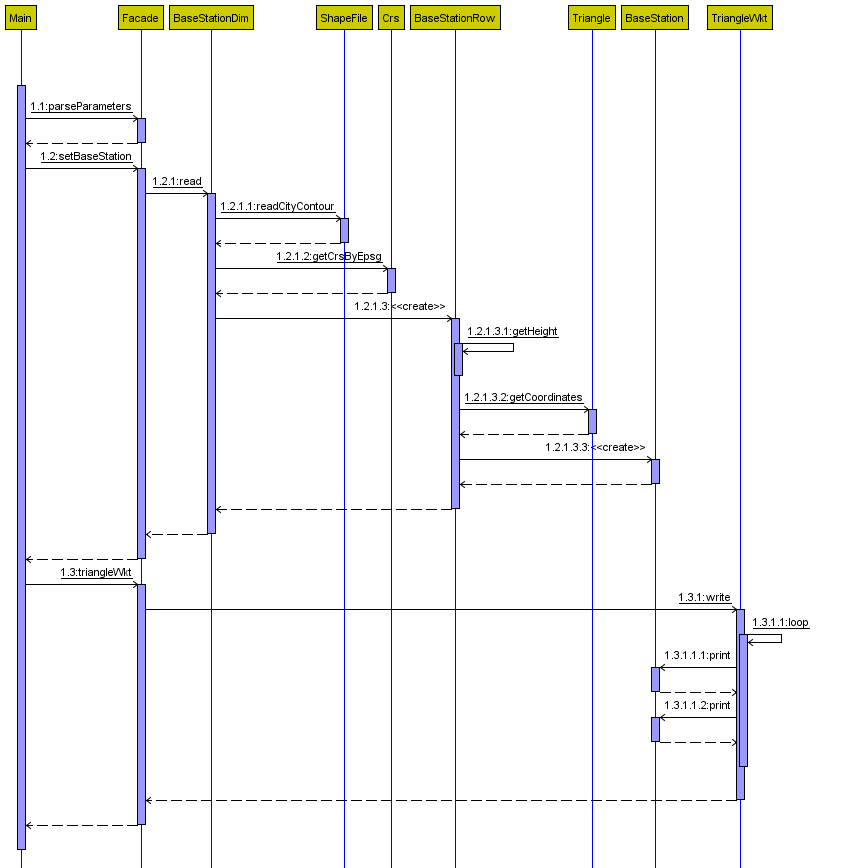 Main Facade BaseStationDim ShapeFile Crs BaseStationRow Triangle BaseStation TriangleWkt
1.1:parseParameters
1.2:setBaseStation
1.2.1:read
1.2.1.1:readCityContour
1.2.1.2:getCrsByEpsg
1.2.1.3:<<create>>
1.2.1.3.1:getHeight
1.2.1.3.2:getCoordinates
1.2.1.3.3:<<create>>
1.3:triangleWkt
1.3.1:write
1.3.1.1:loop
1.3.1.1.1:print
1.3.1.1.2:print